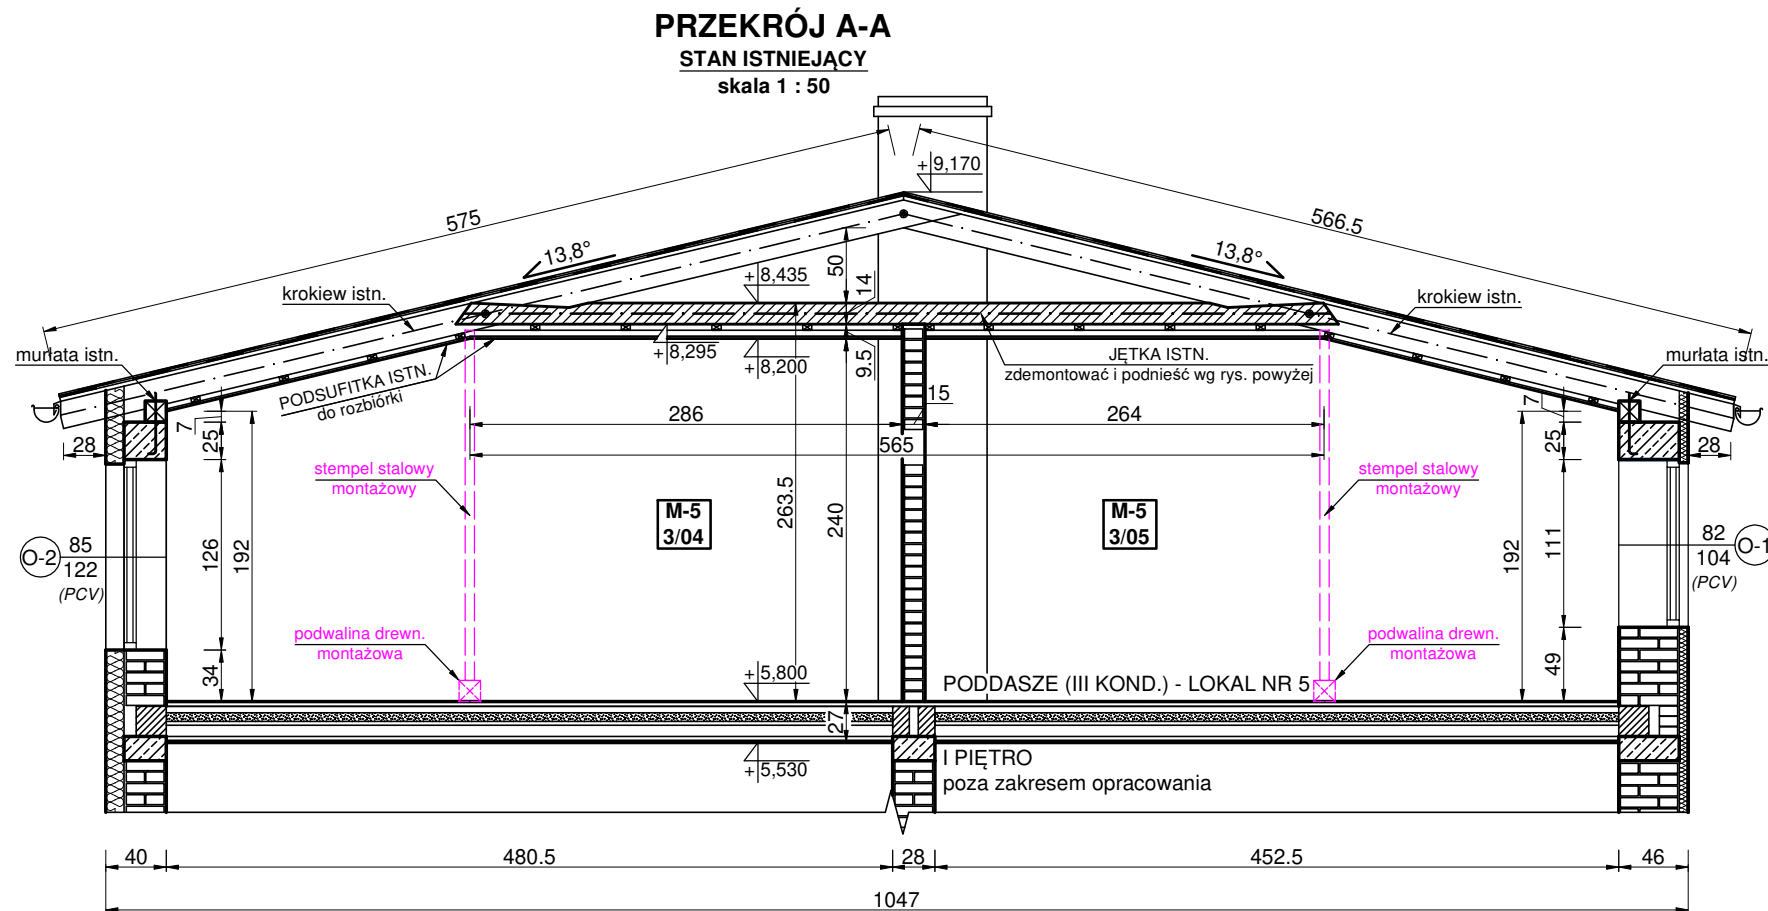 PRZEKRÓJ A-A
STAN ISTNIEJĄCY
skala 1 : 50
+9,170
575
566.5
13,8°
13,8°
+8,435
50
14
krokiew istn.
krokiew istn.
murłata istn.
murłata istn.
+8,295
+8,200
9.5
JĘTKA ISTN.
zdemontować i podnieść wg rys. powyżej
PODSUFITKA ISTN.
do rozbiórki
15
7
25
28
286
264
565
7
25
28
stempel stalowy
montażowy
stempel stalowy
montażowy
263.5
240
M-5
3/04
M-5
3/05
O-2
85
122
(PCV)
126
192
192
111
82
104
(PCV)
O-1
podwalina drewn.
montażowa
podwalina drewn.
montażowa
34
49
+5,800
PODDASZE (III KOND.) - LOKAL NR 5
27
+5,530
I PIĘTRO
poza zakresem opracowania
40
480.5
28
452.5
46
1047